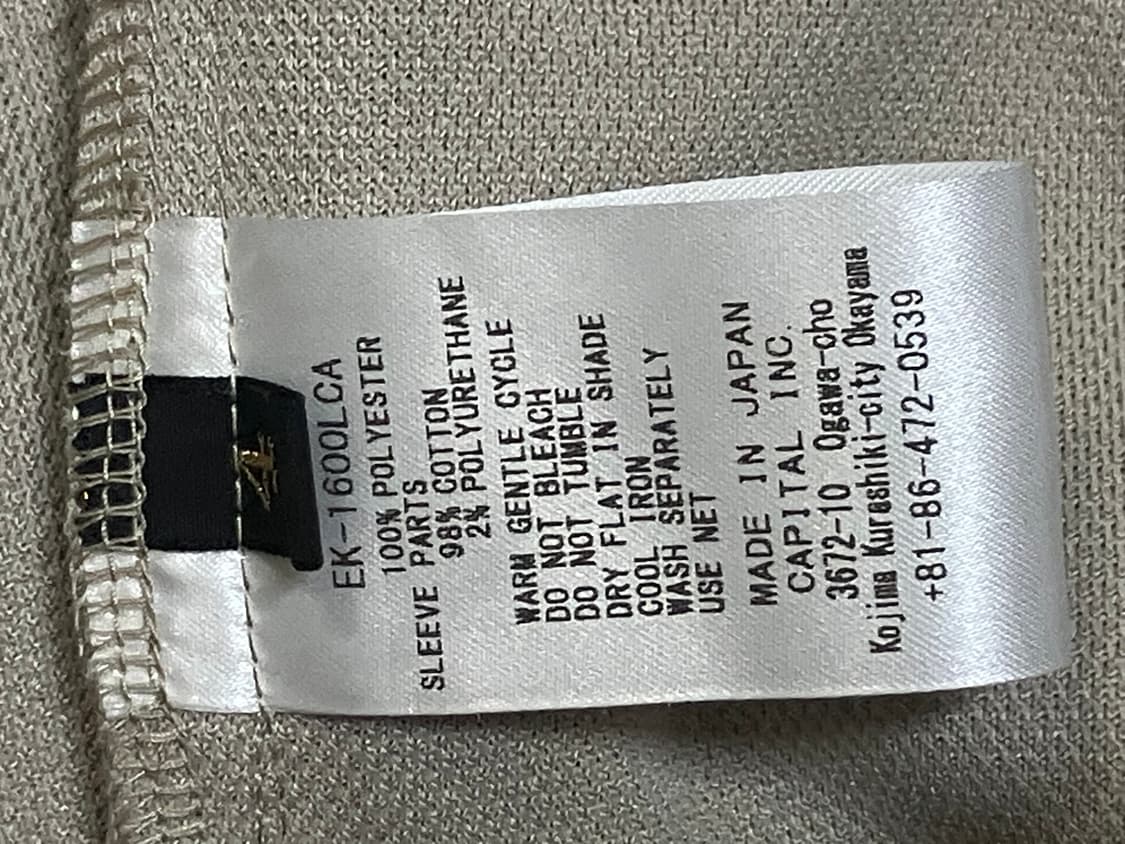 4
EK-1600LCA
100% POLYESTER
SLEEVE PARTS
98% COTTON
2% POLYURETHANE
WARM GENTLE CYCLE
DO NOT BLEACH
DO NOT TUMBLE
DRY FLAT IN SHADE
COOL IRON
WASH SEPARATELY
USE NET
MADE IN JAPAN
CAPITAL INC.
3672-10 Ogawa-cho
Kojima Kurashiki-city Okayama
+81-86-472-0539